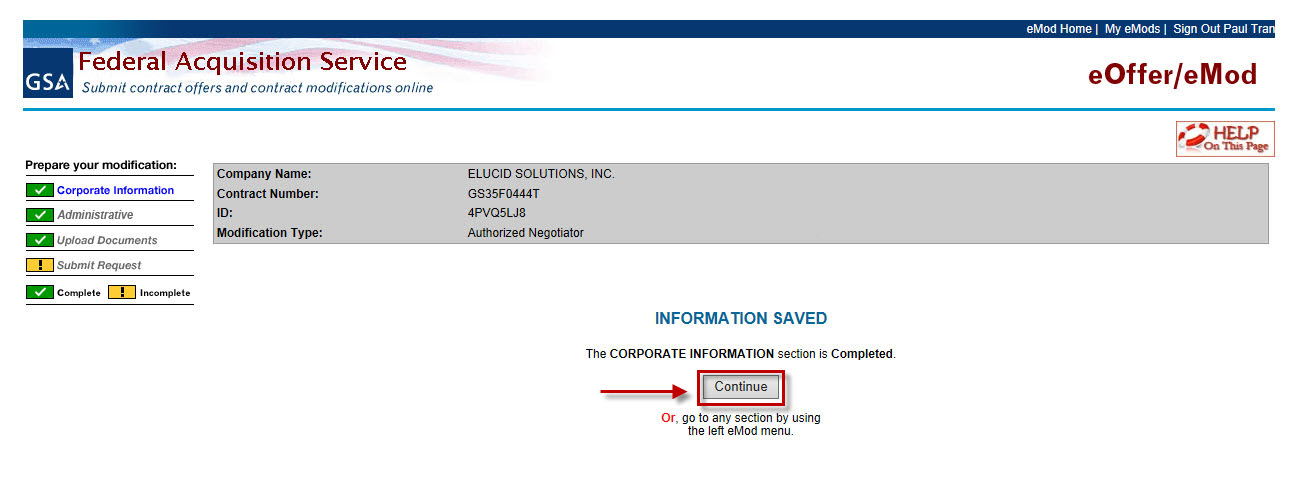 eMod Home | My eMods | Sign Out Paul Tran
GSA
Federal Acquisition Service
Submit contract offers and contract modifications online
eOffer/eMod
HELP
On This Page
Prepare your modification:
Corporate Information
Administrative
Upload Documents
! Submit Request
Complete ! Incomplete
Company Name: ELUCID SOLUTIONS, INC.
Contract Number: GS35F0444T
ID: 4PVQ5LJ8
Modification Type: Authorized Negotiator
INFORMATION SAVED
The CORPORATE INFORMATION section is Completed.
Continue
Or, go to any section by using
the left eMod menu.